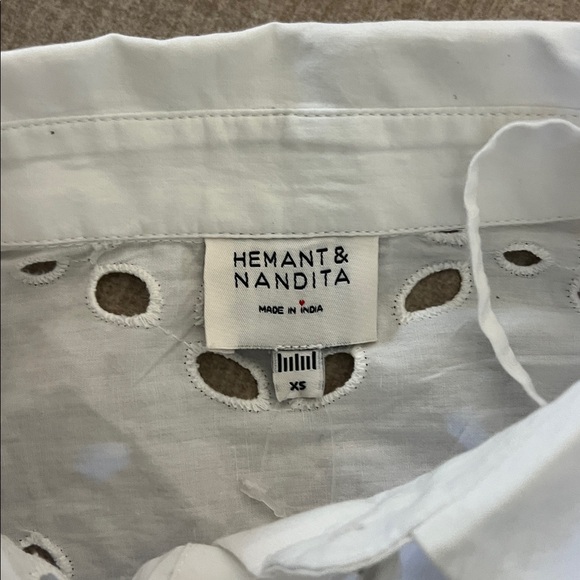 HEMANT &
NANDITA
MADE IN INDIA
XS